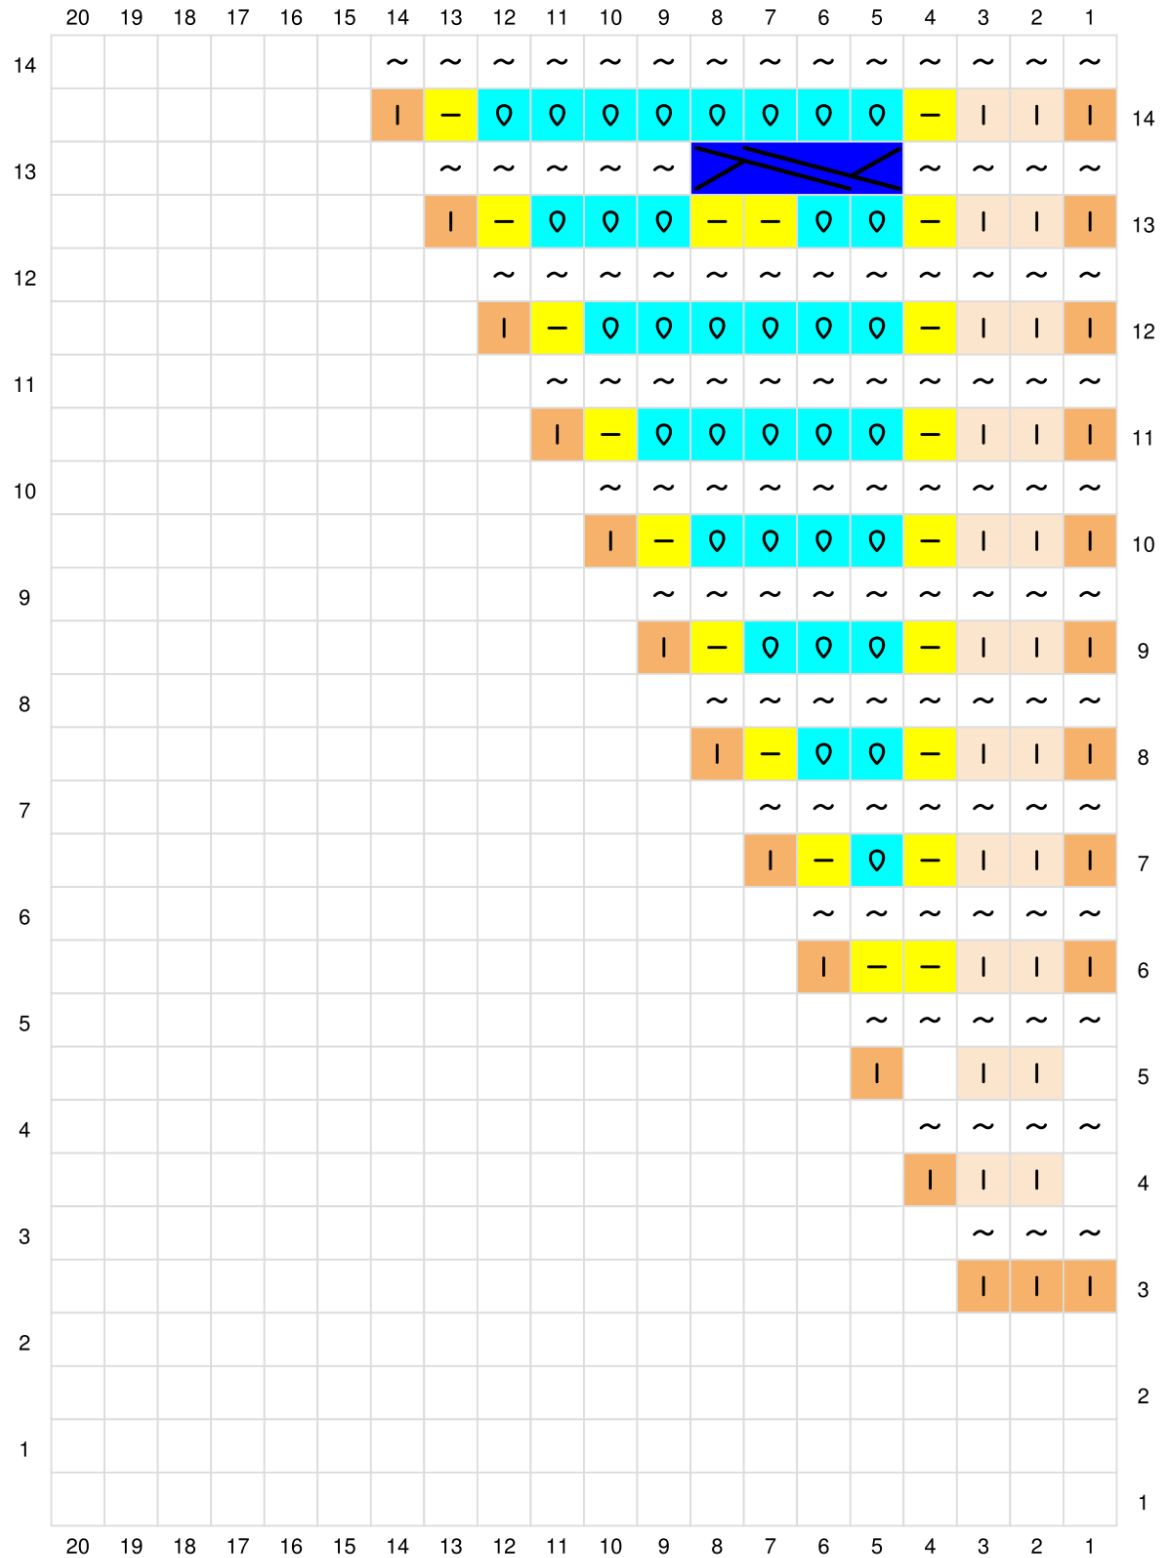 20 19 18 17 16 15 14 13 12 11 10 9 8 7 6 5 4 3 2 1
14 ~ ~ ~ ~ ~ ~ ~ ~ ~ ~ ~ ~ ~ ~
I – O O O O O O O O – I I I 14
13 ~ ~ ~ ~ ~ ~ ~ ~ ~
I – O O O – – O O – I I I 13
12 ~ ~ ~ ~ ~ ~ ~ ~ ~ ~ ~ ~
I – O O O O O O – I I I 12
11 ~ ~ ~ ~ ~ ~ ~ ~ ~ ~ ~
I – O O O O O – I I I 11
10 ~ ~ ~ ~ ~ ~ ~ ~ ~ ~
I – O O O O – I I I 10
9 ~ ~ ~ ~ ~ ~ ~ ~ ~
I – O O O – I I I 9
8 ~ ~ ~ ~ ~ ~ ~ ~
I – O O – I I I 8
7 ~ ~ ~ ~ ~ ~ ~
I – O – I I I 7
6 ~ ~ ~ ~ ~ ~
I – – I I I 6
5 ~ ~ ~ ~ ~
I I I 5
4 ~ ~ ~ ~
I I I 4
3 ~ ~ ~
I I I 3
2
2
1
1
20 19 18 17 16 15 14 13 12 11 10 9 8 7 6 5 4 3 2 1